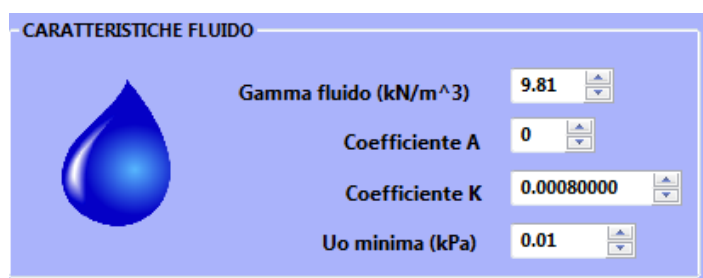 CARATTERISTICHE FLUIDO
Gamma fluido (kN/m^3) 9.81
Coefficiente A 0
Coefficiente K 0.00080000
Uo minima (kPa) 0.01